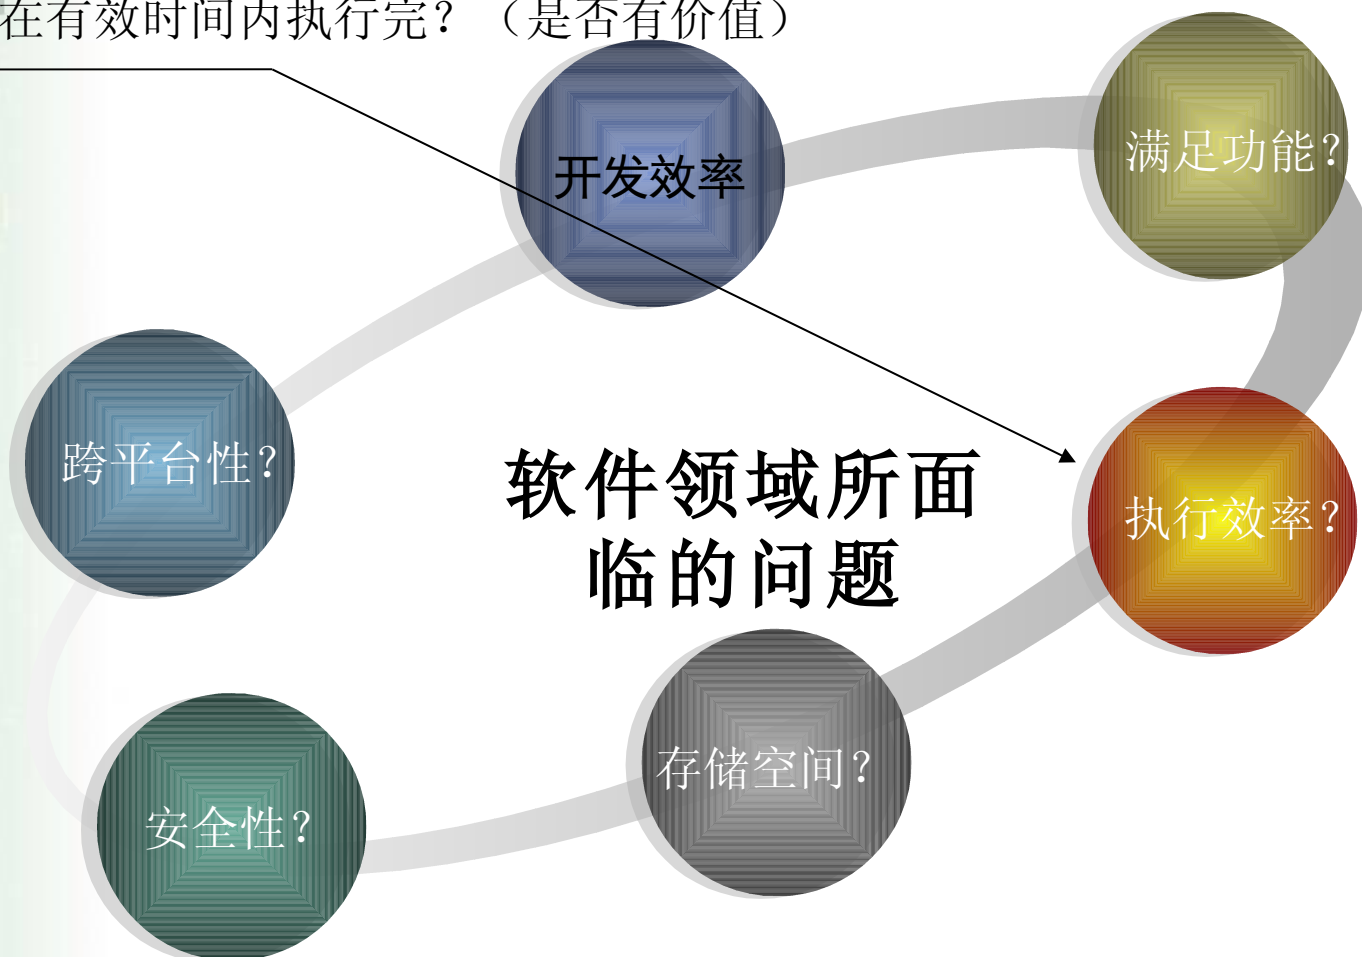 在有效时间内执行完？（是否有价值）
开发效率
满足功能？
跨平台性？
软件领域所面
临的问题
执行效率？
存储空间？
安全性？